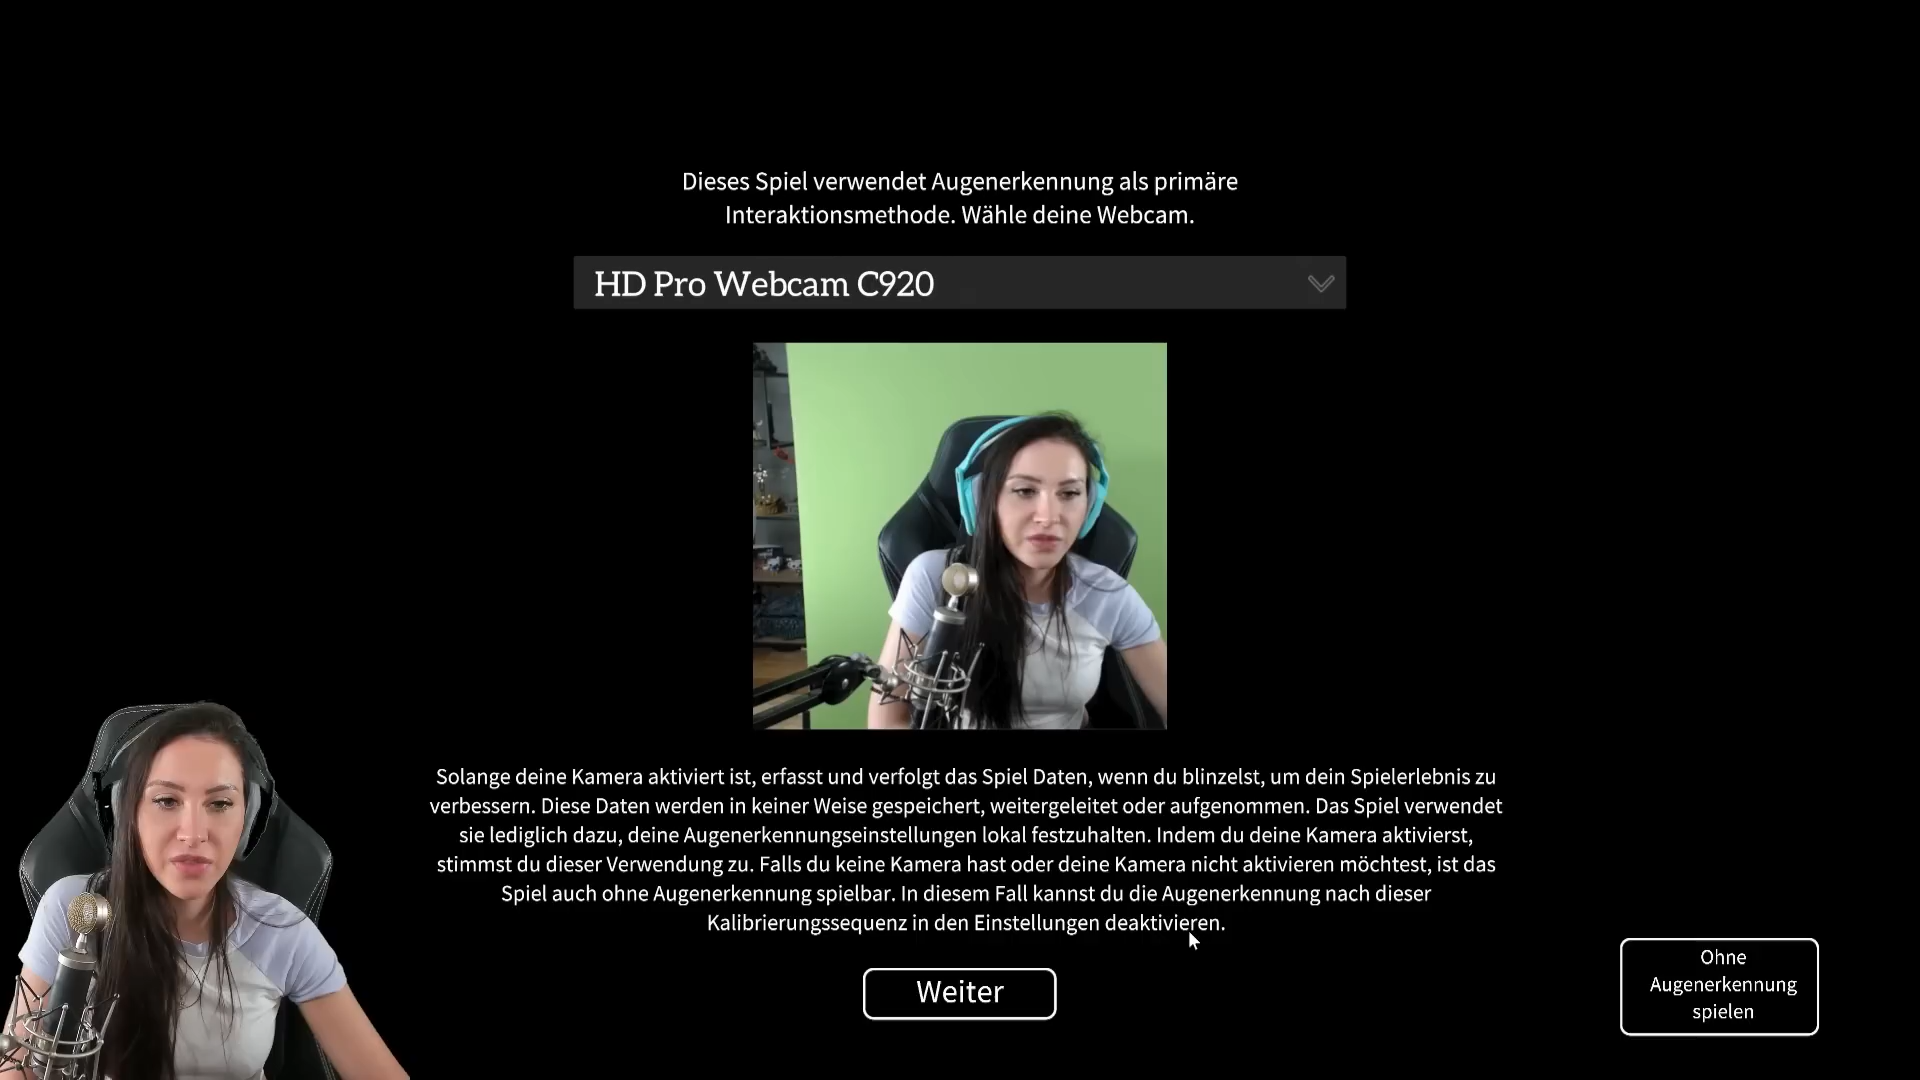 Dieses Spiel verwendet Augenerkennung als primäre
Interaktionsmethode. Wähle deine Webcam.
HD Pro Webcam C920
Solange deine Kamera aktiviert ist, erfasst und verfolgt das Spiel Daten, wenn du blinzelst, um dein Spielerlebnis zu
verbessern. Diese Daten werden in keiner Weise gespeichert, weitergeleitet oder aufgenommen. Das Spiel verwendet
sie lediglich dazu, deine Augenerkennungseinstellungen lokal festzuhalten. Indem du deine Kamera aktivierst,
stimmst du dieser Verwendung zu. Falls du keine Kamera hast oder deine Kamera nicht aktivieren möchtest, ist das
Spiel auch ohne Augenerkennung spielbar. In diesem Fall kannst du die Augenerkennung nach dieser
Kalibrierungssequenz in den Einstellungen deaktivieren.
Weiter
Ohne
Augenerkennung
spielen